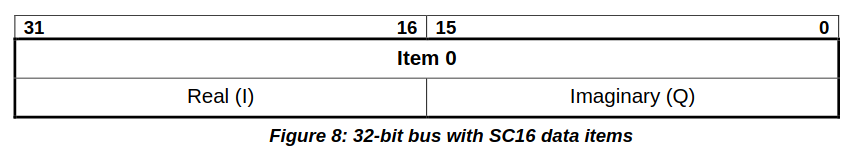 31 16 15 0
Item 0
Real (I) Imaginary (Q)
Figure 8: 32-bit bus with SC16 data items